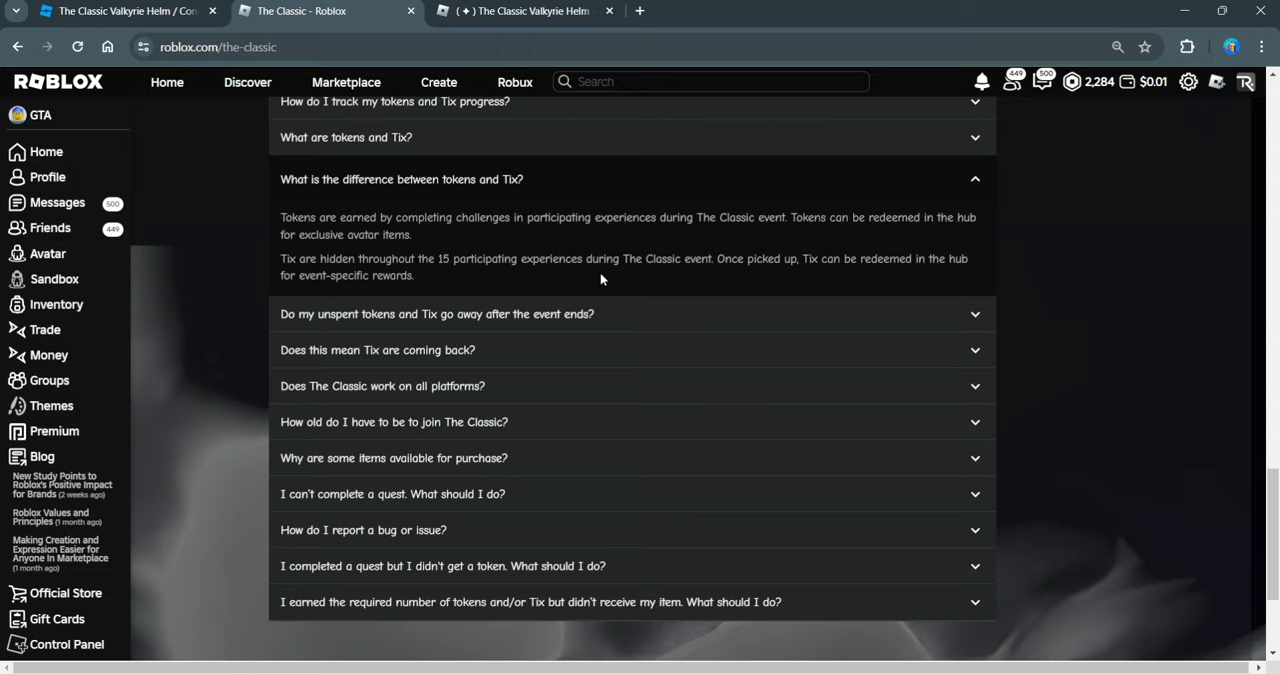 The Classic Valkyrie Helm / Con
The Classic - Roblox
( ✦ ) The Classic Valkyrie Helm
roblox.com/the-classic
ROBLOX
Home
Discover
Marketplace
Create
Robux
Search
449
500
2,284
$0.01
GTA
Home
Profile
Messages
500
Friends
449
Avatar
Sandbox
Inventory
Trade
Money
Groups
Themes
Premium
Blog
New Study Points to
Roblox's Positive Impact
for Brands (2 weeks ago)
Roblox Values and
Principles (1 month ago)
Making Creation and
Expression Easier for
Anyone In Marketplace
(1 month ago)
Official Store
Gift Cards
Control Panel
How do I track my tokens and Tix progress?
What are tokens and Tix?
What is the difference between tokens and Tix?
Tokens are earned by completing challenges in participating experiences during The Classic event. Tokens can be redeemed in the hub
for exclusive avatar items.
Tix are hidden throughout the 15 participating experiences during The Classic event. Once picked up, Tix can be redeemed in the hub
for event-specific rewards.
Do my unspent tokens and Tix go away after the event ends?
Does this mean Tix are coming back?
Does The Classic work on all platforms?
How old do I have to be to join The Classic?
Why are some items available for purchase?
I can't complete a quest. What should I do?
How do I report a bug or issue?
I completed a quest but I didn't get a token. What should I do?
I earned the required number of tokens and/or Tix but didn't receive my item. What should I do?